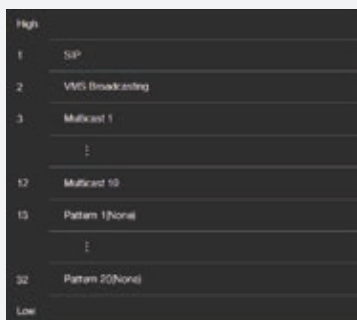 High
1 SIP
2 VMS Broadcasting
3 Multicast 1
⋮
12 Multicast 10
13 Pattern 1(None)
⋮
32 Pattern 20(None)
Low